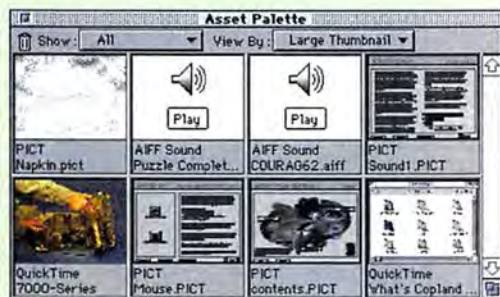 Asset Palette
Show: All View By: Large Thumbnail
Play Play
PICT AIFF Sound AIFF Sound PICT
Napkin.pict Puzzle Complet... COURAG62.aiff Sound1.PICT
QuickTime PICT PICT QuickTime
7000-Series Mouse.PICT contents.PICT What's Copland ...